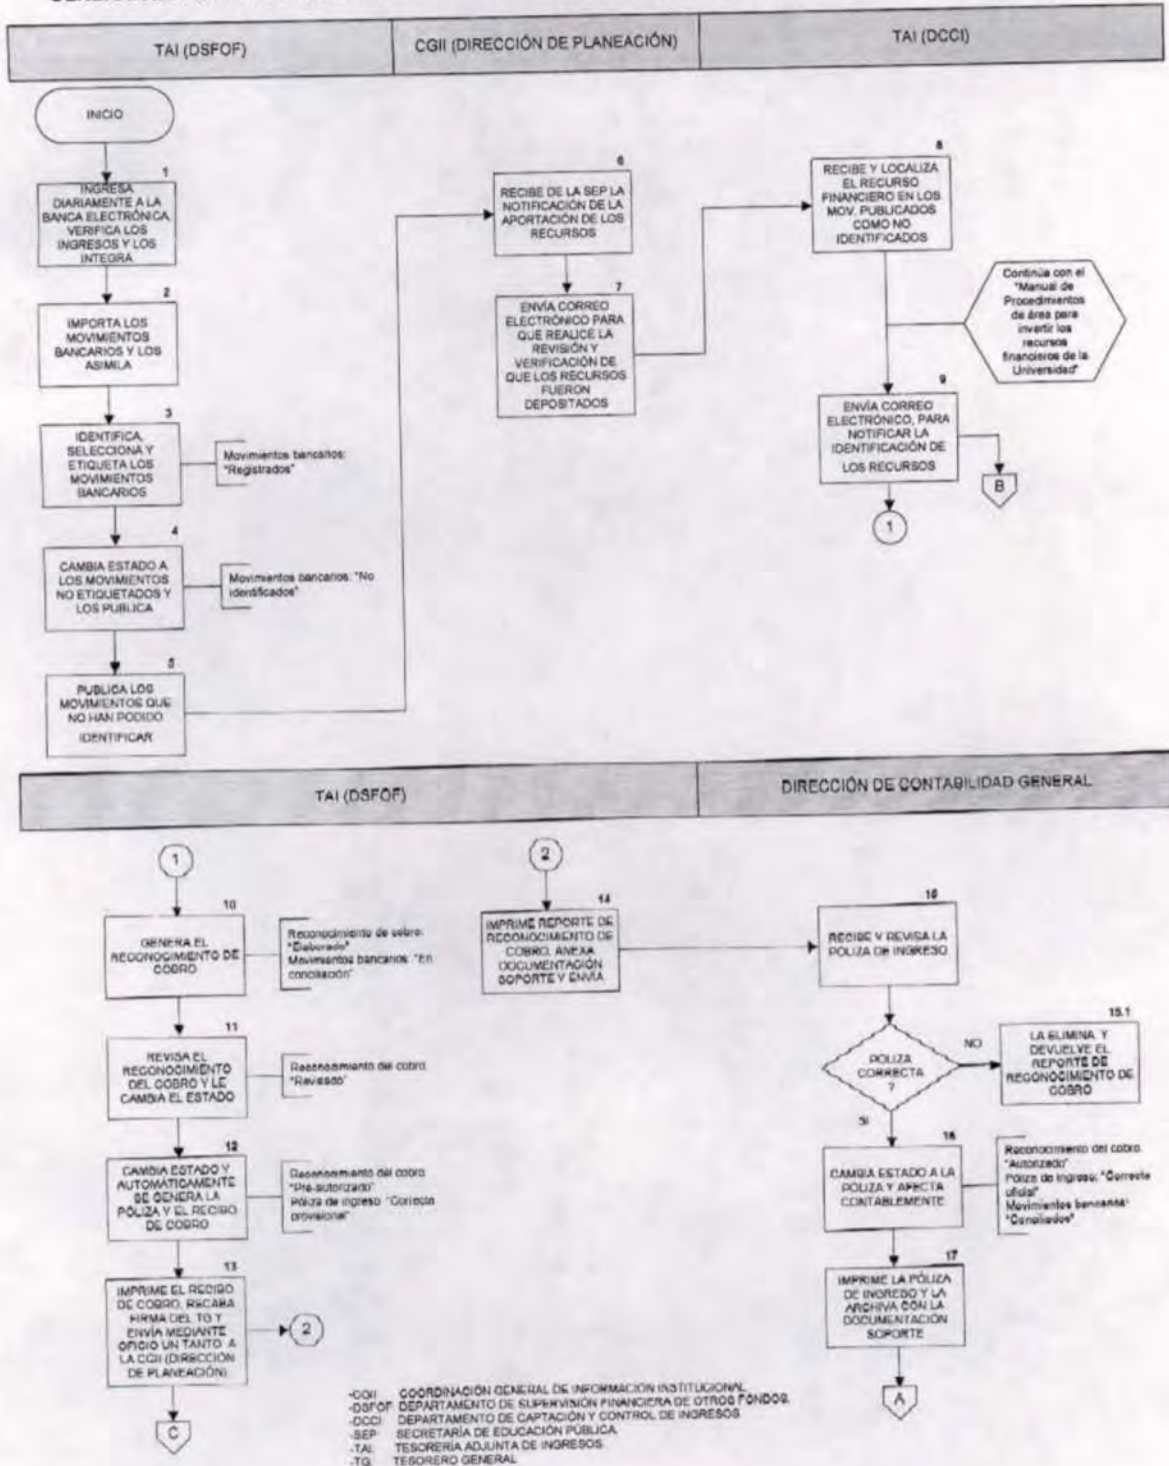 TAI (DSFOF)
CGII (DIRECCIÓN DE PLANEACIÓN)
TAI (DCCI)
INICIO
1
INGRESA
DIARIAMENTE A LA
BANCA ELECTRÓNICA,
VERIFICA LOS
INGRESOS Y LOS
INTEGRA
2
IMPORTA LOS
MOVIMIENTOS
BANCARIOS Y LOS
ASIMILA
3
IDENTIFICA,
SELECCIONA Y
ETIQUETA LOS
MOVIMIENTOS
BANCARIOS
Movimientos bancarios:
"Registrados"
4
CAMBIA ESTADO A
LOS MOVIMIENTOS
NO ETIQUETADOS Y
LOS PUBLICA
Movimientos bancarios: "No
identificados"
5
PUBLICA LOS
MOVIMIENTOS QUE
NO HAN PODIDO
IDENTIFICAR
6
RECIBE DE LA SEP LA
NOTIFICACIÓN DE LA
APORTACIÓN DE LOS
RECURSOS
7
ENVÍA CORREO
ELECTRÓNICO PARA
QUE REALICE LA
REVISIÓN Y
VERIFICACIÓN DE
QUE LOS RECURSOS
FUERON
DEPOSITADOS
8
RECIBE Y LOCALIZA
EL RECURSO
FINANCIERO EN LOS
MOV. PUBLICADOS
COMO NO
IDENTIFICADOS
Continúa con el
"Manual de
Procedimientos
de área para
invertir los
recursos
financieros de la
Universidad"
9
ENVÍA CORREO
ELECTRÓNICO, PARA
NOTIFICAR LA
IDENTIFICACIÓN DE
LOS RECURSOS
B
1
TAI (DSFOF)
DIRECCIÓN DE CONTABILIDAD GENERAL
1
10
GENERA EL
RECONOCIMIENTO DE
COBRO
Reconocimiento de cobro:
"Elaborado"
Movimientos bancarios: "En
conciliación"
11
REVISA EL
RECONOCIMIENTO
DEL COBRO Y LE
CAMBIA EL ESTADO
Reconocimiento del cobro:
"Revisado"
12
CAMBIA ESTADO Y
AUTOMÁTICAMENTE
SE GENERA LA
PÓLIZA Y EL RECIBO
DE COBRO
Reconocimiento del cobro:
"Pre-autorizado"
Póliza de ingreso: "Correcta
provisional"
13
IMPRIME EL RECIBO
DE COBRO, RECABA
FIRMA DEL TG Y
ENVÍA MEDIANTE
OFICIO UN TANTO A
LA CGII (DIRECCIÓN
DE PLANEACIÓN)
2
C
2
14
IMPRIME REPORTE DE
RECONOCIMIENTO DE
COBRO, ANEXA
DOCUMENTACIÓN
SOPORTE Y ENVÍA
RECIBE Y REVISA LA
PÓLIZA DE INGRESO
POLIZA
CORRECTA
?
NO
15.1
LA ELIMINA Y
DEVUELVE EL
REPORTE DE
RECONOCIMIENTO DE
COBRO
SI
16
CAMBIA ESTADO A LA
PÓLIZA Y AFECTA
CONTABLEMENTE
Reconocimiento del cobro:
"Autorizado"
Póliza de Ingreso: "Correcta
oficial"
Movimientos bancarios:
"Conciliados"
17
IMPRIME LA PÓLIZA
DE INGRESO Y LA
ARCHIVA CON LA
DOCUMENTACIÓN
SOPORTE
A
-CGII COORDINACIÓN GENERAL DE INFORMACIÓN INSTITUCIONAL
-DSFOF DEPARTAMENTO DE SUPERVISIÓN FINANCIERA DE OTROS FONDOS.
-DCCI DEPARTAMENTO DE CAPTACIÓN Y CONTROL DE INGRESOS
-SEP SECRETARÍA DE EDUCACIÓN PÚBLICA
-TAI TESORERÍA ADJUNTA DE INGRESOS
-TG TESORERO GENERAL